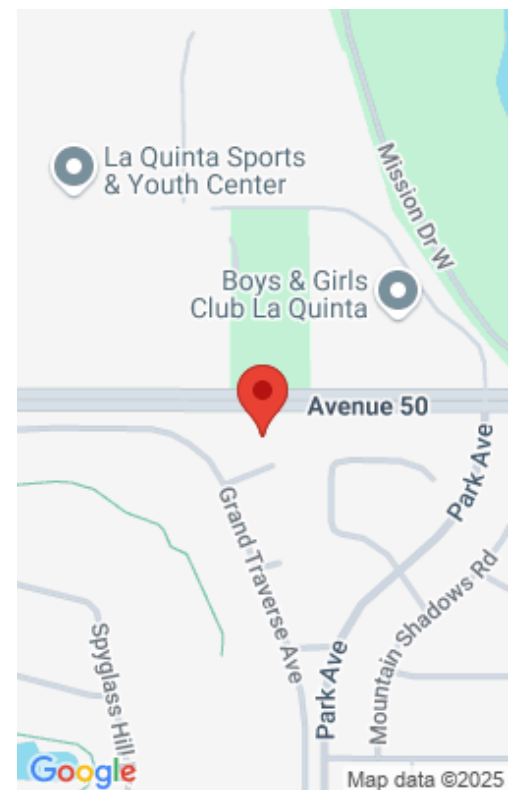 La Quinta Sports
& Youth Center
Mission Dr W
Boys & Girls
Club La Quinta
Avenue 50
Park Ave
Grand Traverse Ave
Mountain Shadows Rd
Spyglass Hill
Park Ave
Google
Map data ©2025